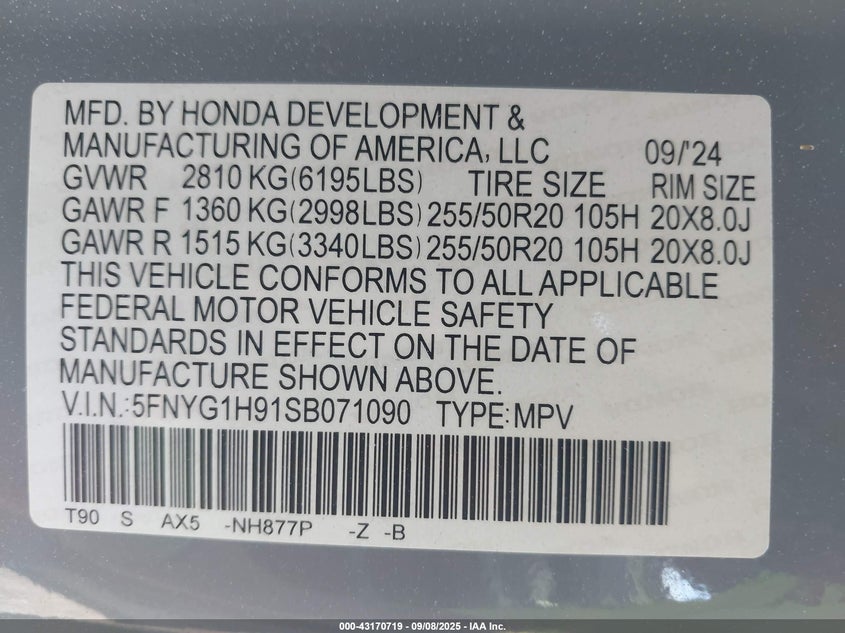 MFD. BY HONDA DEVELOPMENT &
MANUFACTURING OF AMERICA, LLC 09/'24
GVWR 2810 KG(6195LBS) TIRE SIZE RIM SIZE
GAWR F 1360 KG(2998LBS) 255/50R20 105H 20X8.0J
GAWR R 1515 KG(3340LBS) 255/50R20 105H 20X8.0J
THIS VEHICLE CONFORMS TO ALL APPLICABLE
FEDERAL MOTOR VEHICLE SAFETY
STANDARDS IN EFFECT ON THE DATE OF
MANUFACTURE SHOWN ABOVE.
V.I.N.:5FNYG1H91SB071090 TYPE:MPV
T90 S AX5 -NH877P -Z -B
000-43170719 - 09/08/2025 - IAA Inc.